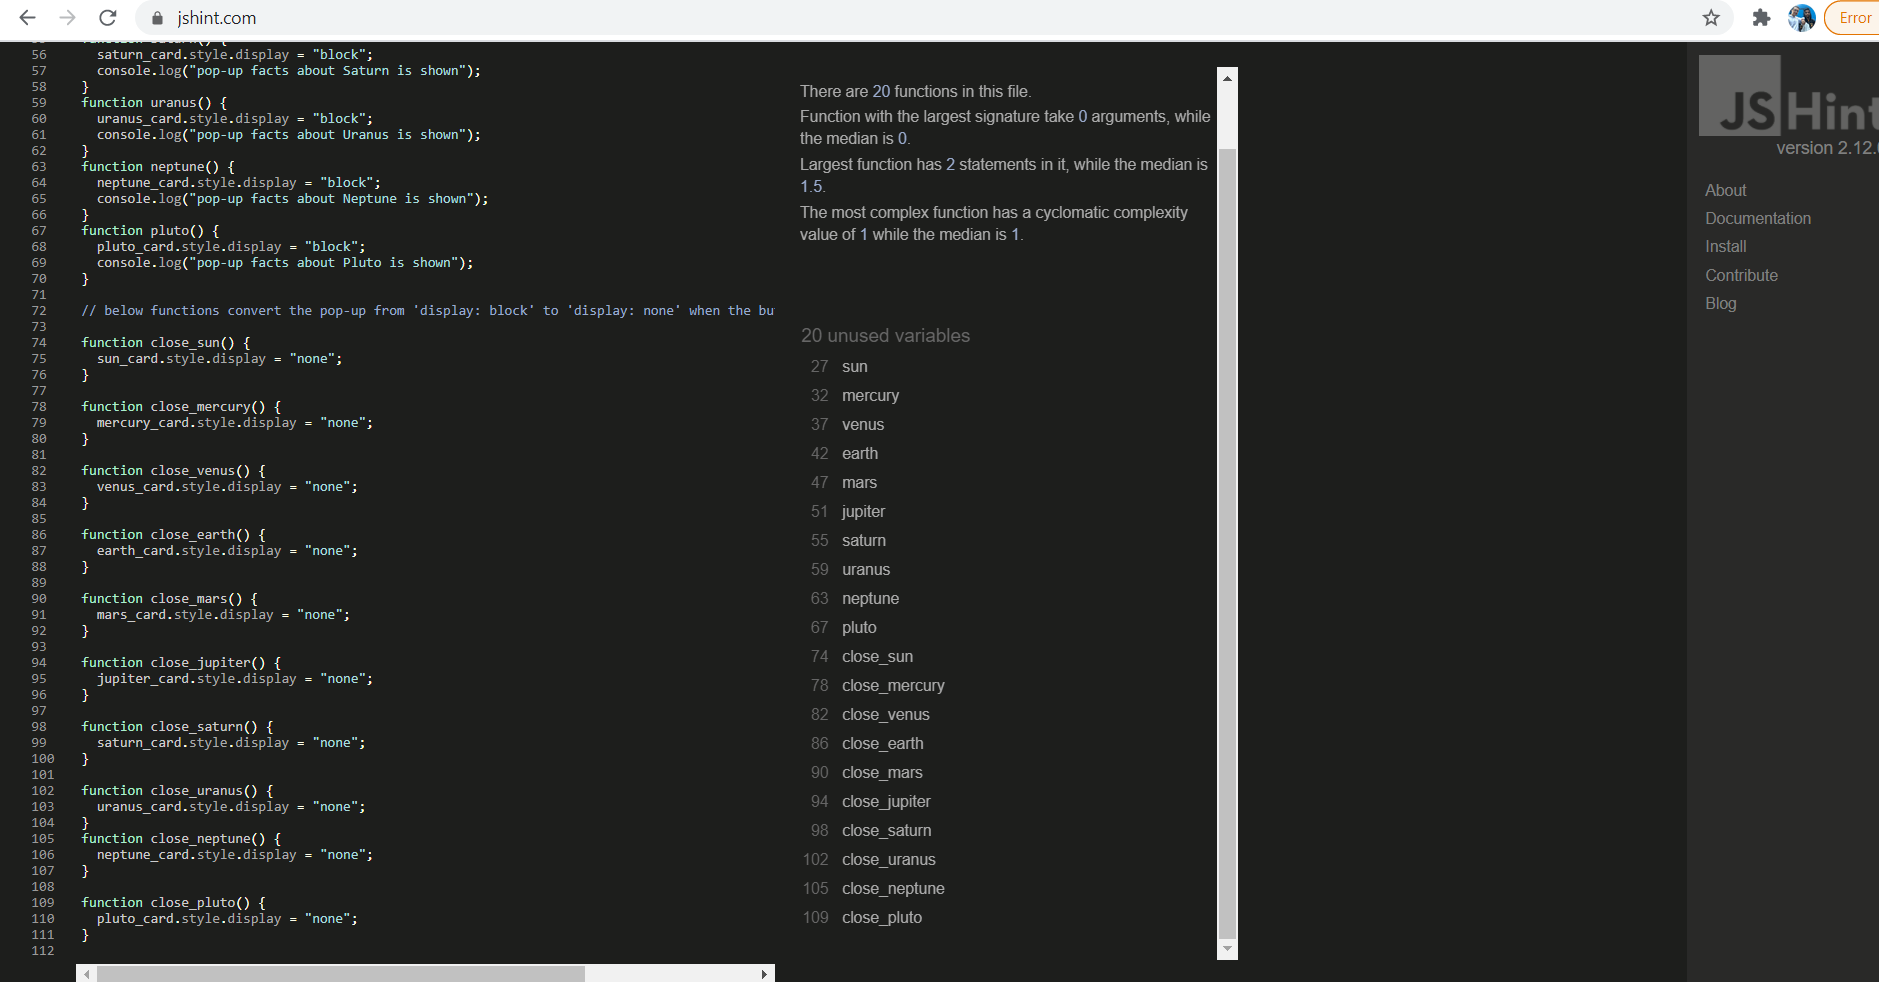 jshint.com
Error
56 saturn_card.style.display = "block";
57 console.log("pop-up facts about Saturn is shown");
58 }
59 function uranus() {
60 uranus_card.style.display = "block";
61 console.log("pop-up facts about Uranus is shown");
62 }
63 function neptune() {
64 neptune_card.style.display = "block";
65 console.log("pop-up facts about Neptune is shown");
66 }
67 function pluto() {
68 pluto_card.style.display = "block";
69 console.log("pop-up facts about Pluto is shown");
70 }
71
72 // below functions convert the pop-up from 'display: block' to 'display: none' when the bu
73
74 function close_sun() {
75 sun_card.style.display = "none";
76 }
77
78 function close_mercury() {
79 mercury_card.style.display = "none";
80 }
81
82 function close_venus() {
83 venus_card.style.display = "none";
84 }
85
86 function close_earth() {
87 earth_card.style.display = "none";
88 }
89
90 function close_mars() {
91 mars_card.style.display = "none";
92 }
93
94 function close_jupiter() {
95 jupiter_card.style.display = "none";
96 }
97
98 function close_saturn() {
99 saturn_card.style.display = "none";
100 }
101
102 function close_uranus() {
103 uranus_card.style.display = "none";
104 }
105 function close_neptune() {
106 neptune_card.style.display = "none";
107 }
108
109 function close_pluto() {
110 pluto_card.style.display = "none";
111 }
112
There are 20 functions in this file.
Function with the largest signature take 0 arguments, while
the median is 0.
Largest function has 2 statements in it, while the median is
1.5.
The most complex function has a cyclomatic complexity
value of 1 while the median is 1.
20 unused variables
27 sun
32 mercury
37 venus
42 earth
47 mars
51 jupiter
55 saturn
59 uranus
63 neptune
67 pluto
74 close_sun
78 close_mercury
82 close_venus
86 close_earth
90 close_mars
94 close_jupiter
98 close_saturn
102 close_uranus
105 close_neptune
109 close_pluto
JSHint
version 2.12.
About
Documentation
Install
Contribute
Blog